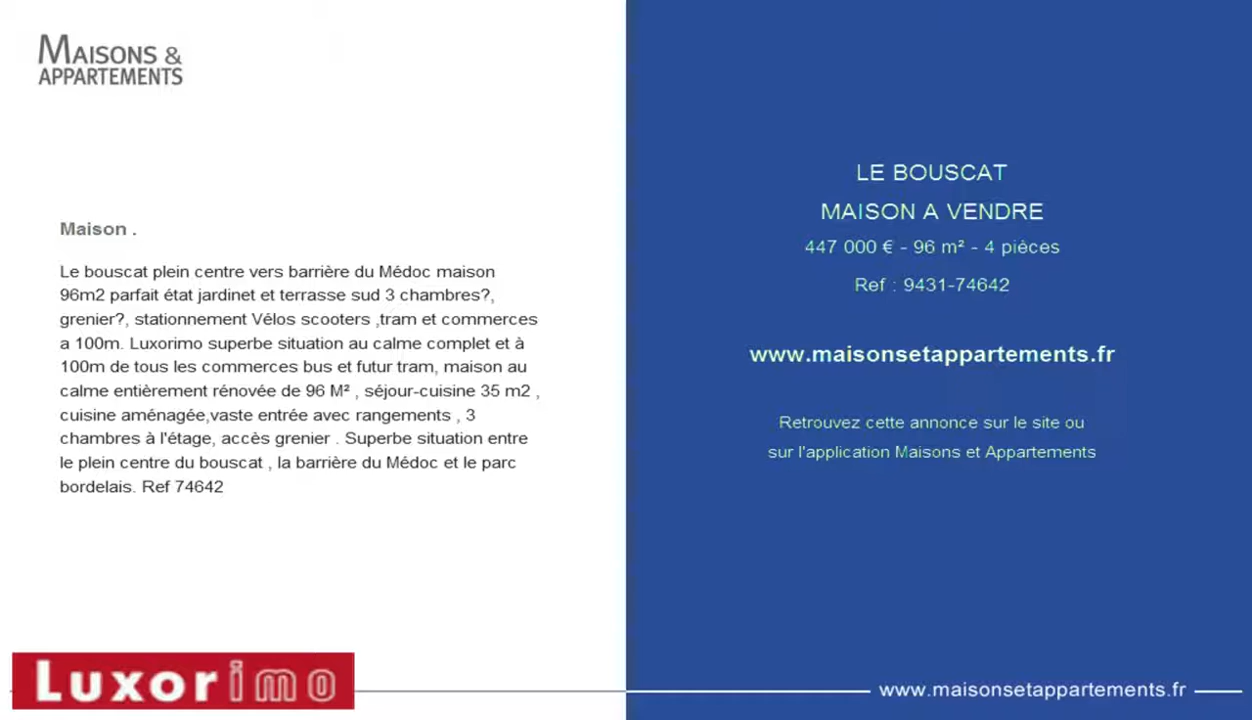 MAISONS &
APPARTEMENTS
Maison .
Le bouscat plein centre vers barrière du Médoc maison
96m2 parfait état jardinet et terrasse sud 3 chambres?,
grenier?, stationnement Vélos scooters ,tram et commerces
a 100m. Luxorimo superbe situation au calme complet et à
100m de tous les commerces bus et futur tram, maison au
calme entièrement rénovée de 96 M² , séjour-cuisine 35 m2 ,
cuisine aménagée,vaste entrée avec rangements , 3
chambres à l'étage, accès grenier . Superbe situation entre
le plein centre du bouscat , la barrière du Médoc et le parc
bordelais. Ref 74642
Luxorimo
LE BOUSCAT
MAISON A VENDRE
447 000 € - 96 m² - 4 pièces
Ref : 9431-74642
www.maisonsetappartements.fr
Retrouvez cette annonce sur le site ou
sur l'application Maisons et Appartements
www.maisonsetappartements.fr